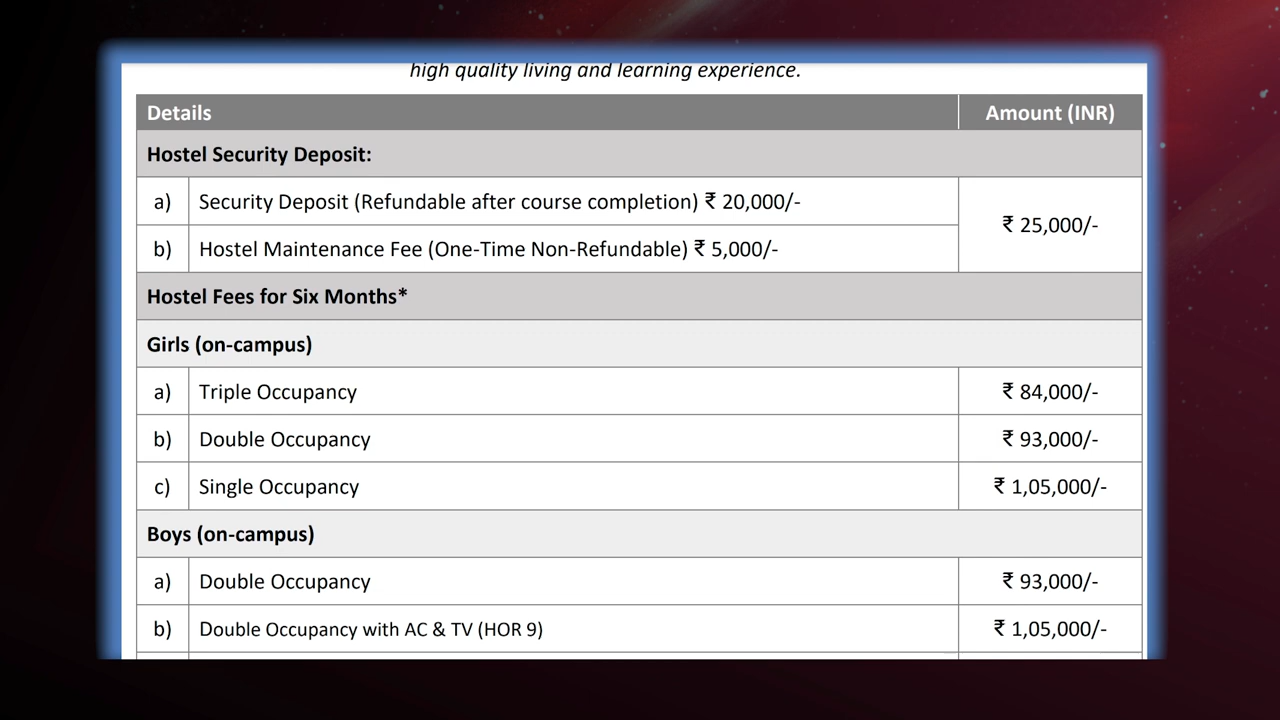 high quality living and learning experience.
Details Amount (INR)
Hostel Security Deposit:
a) Security Deposit (Refundable after course completion) ₹ 20,000/-
₹ 25,000/-
b) Hostel Maintenance Fee (One-Time Non-Refundable) ₹ 5,000/-
Hostel Fees for Six Months*
Girls (on-campus)
a) Triple Occupancy ₹ 84,000/-
b) Double Occupancy ₹ 93,000/-
c) Single Occupancy ₹ 1,05,000/-
Boys (on-campus)
a) Double Occupancy ₹ 93,000/-
b) Double Occupancy with AC & TV (HOR 9) ₹ 1,05,000/-